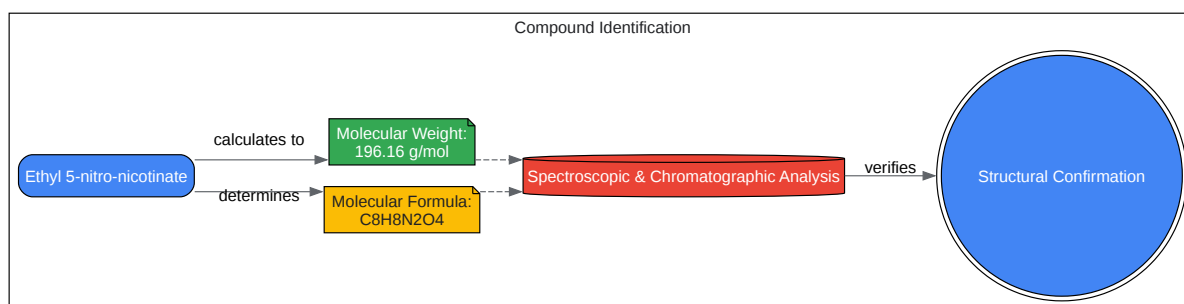 Compound Identification
Ethyl 5-nitro-nicotinate
calculates to
determines
Molecular Weight:
196.16 g/mol
Molecular Formula:
C8H8N2O4
Spectroscopic & Chromatographic Analysis
verifies
Structural Confirmation